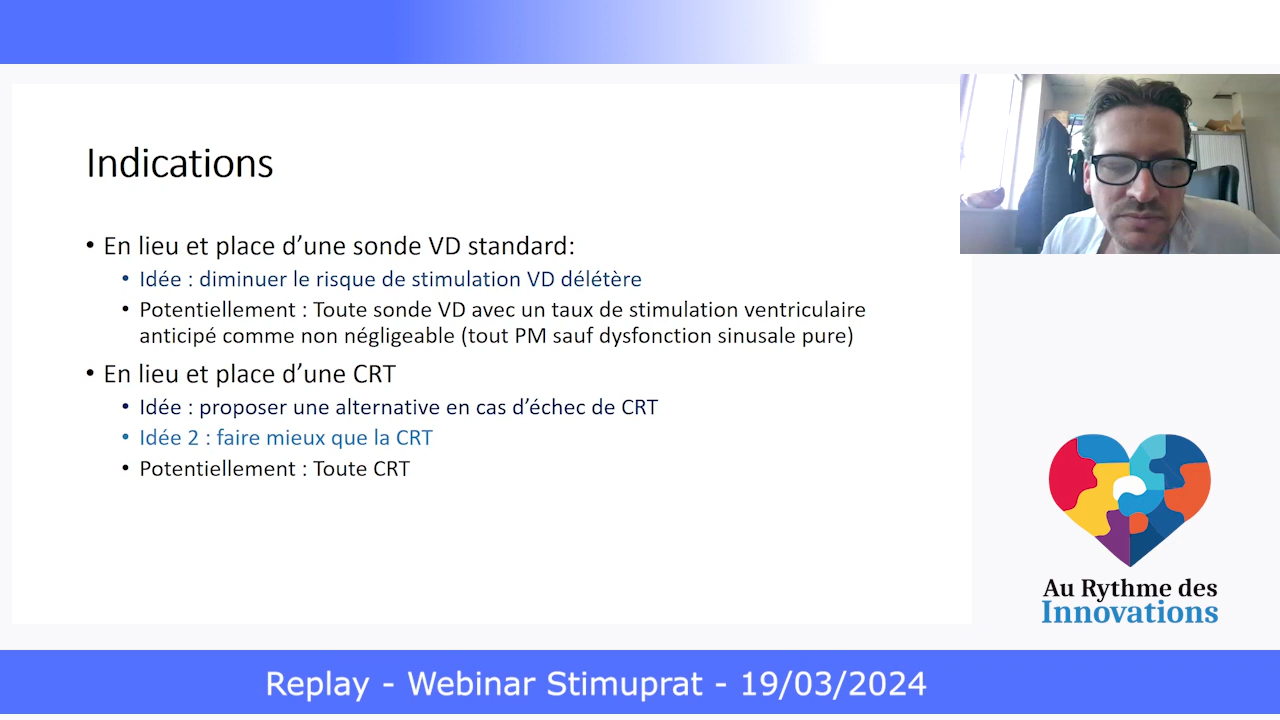 Indications
• En lieu et place d’une sonde VD standard:
• Idée : diminuer le risque de stimulation VD délétère
• Potentiellement : Toute sonde VD avec un taux de stimulation ventriculaire
anticipé comme non négligeable (tout PM sauf dysfonction sinusale pure)
• En lieu et place d’une CRT
• Idée : proposer une alternative en cas d’échec de CRT
• Idée 2 : faire mieux que la CRT
• Potentiellement : Toute CRT
Au Rythme des
Innovations
Replay - Webinar Stimuprat - 19/03/2024